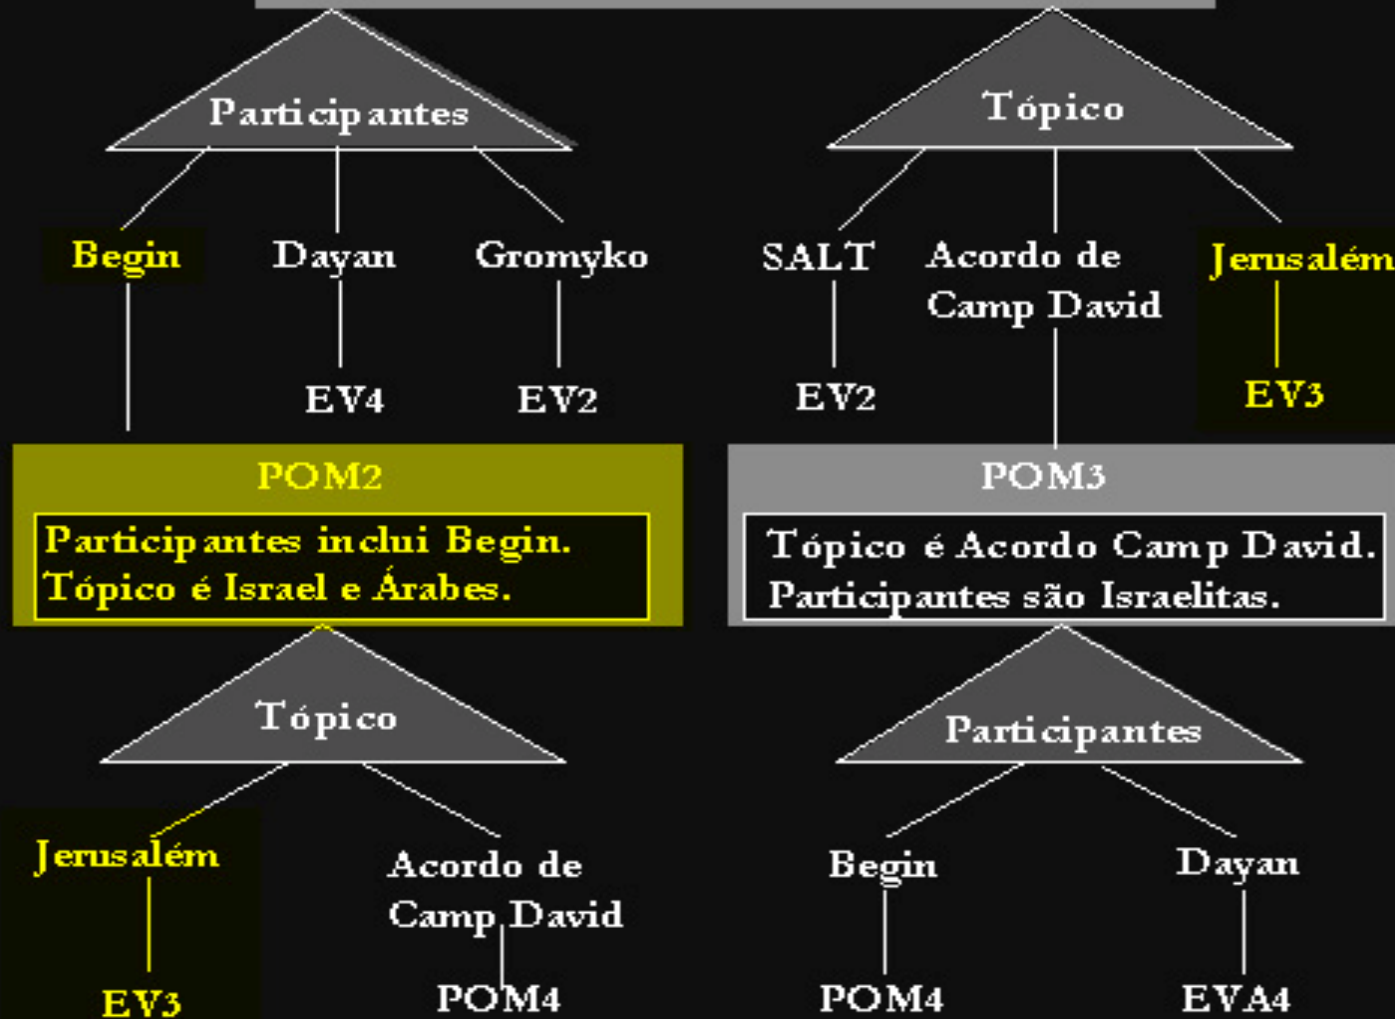 Participantes
Tópico
Begin
Dayan
Gromyko
SALT
Acordo de
Camp David
Jerusalém
EV4
EV2
EV2
EV3
POM2
Participantes inclui Begin.
Tópico é Israel e Árabes.
POM3
Tópico é Acordo Camp David.
Participantes são Israelitas.
Tópico
Participantes
Jerusalém
Acordo de
Camp David
Begin
Dayan
EV3
POM4
POM4
EVA4